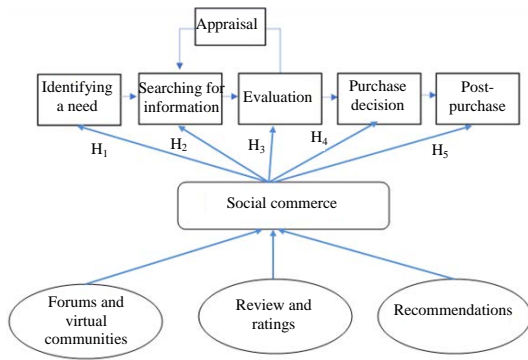 Appraisal
Identifying
a need
Searching for
information
Evaluation
Purchase
decision
Post-
purchase
H1
H2
H3
H4
H5
Social commerce
Forums and
virtual
communities
Review and
ratings
Recommendations